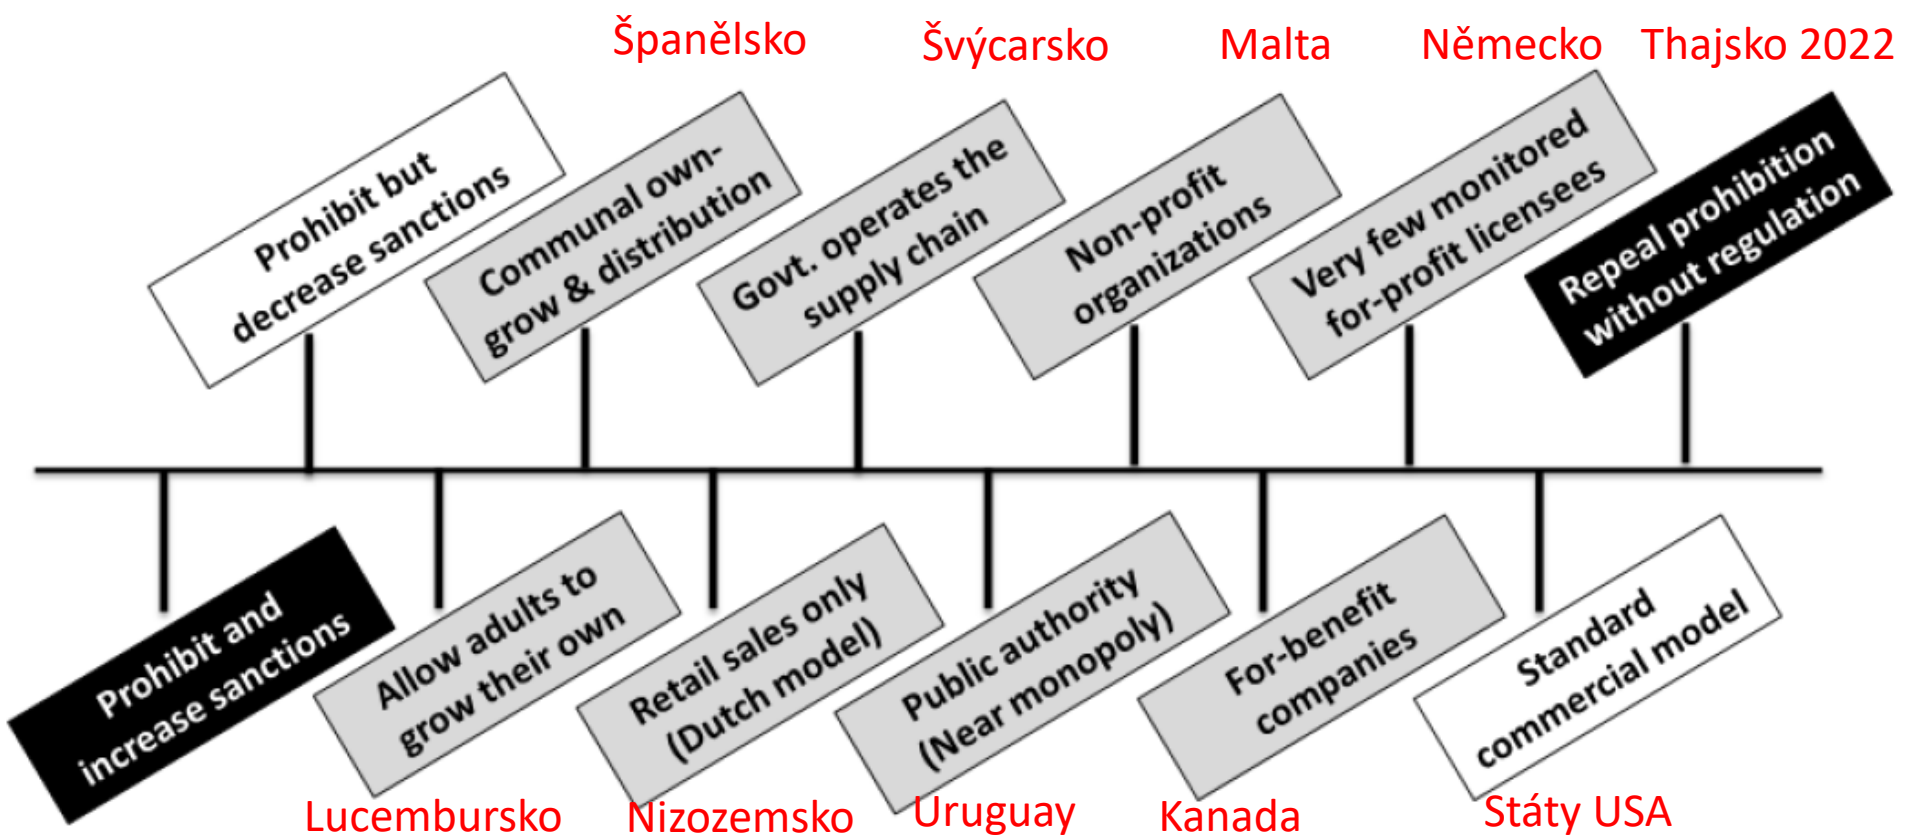 Španělsko
Švýcarsko
Malta
Německo
Thajsko 2022
Prohibit but
decrease sanctions
Communal own-
grow & distribution
Govt. operates the
supply chain
Non-profit
organizations
Very few monitored
for-profit licensees
Repeal prohibition
without regulation
Prohibit and
increase sanctions
Allow adults to
grow their own
Retail sales only
(Dutch model)
Public authority
(Near monopoly)
For-benefit
companies
Standard
commercial model
Lucembursko
Nizozemsko
Uruguay
Kanada
Státy USA